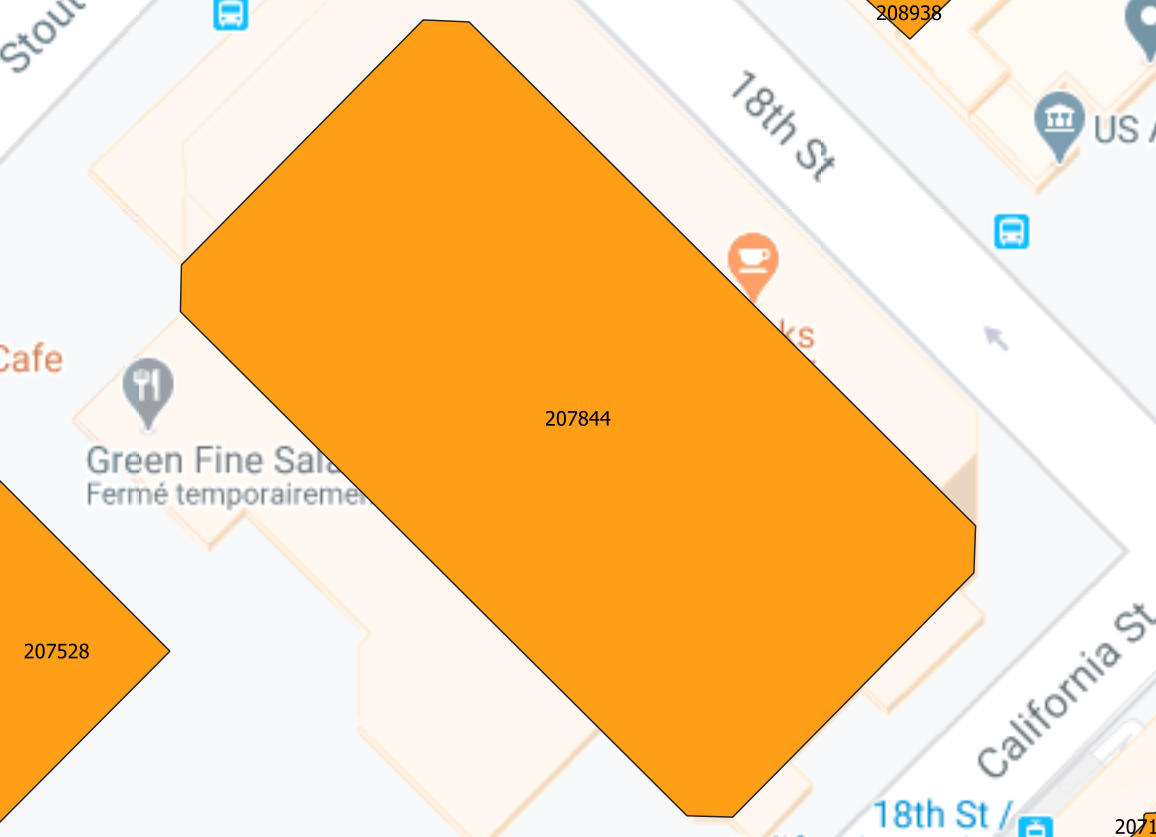 Stout
208938
18th St
US
ks
Cafe
207844
Green Fine Sala
Fermé temporairemen
207528
California St
18th St /
2071